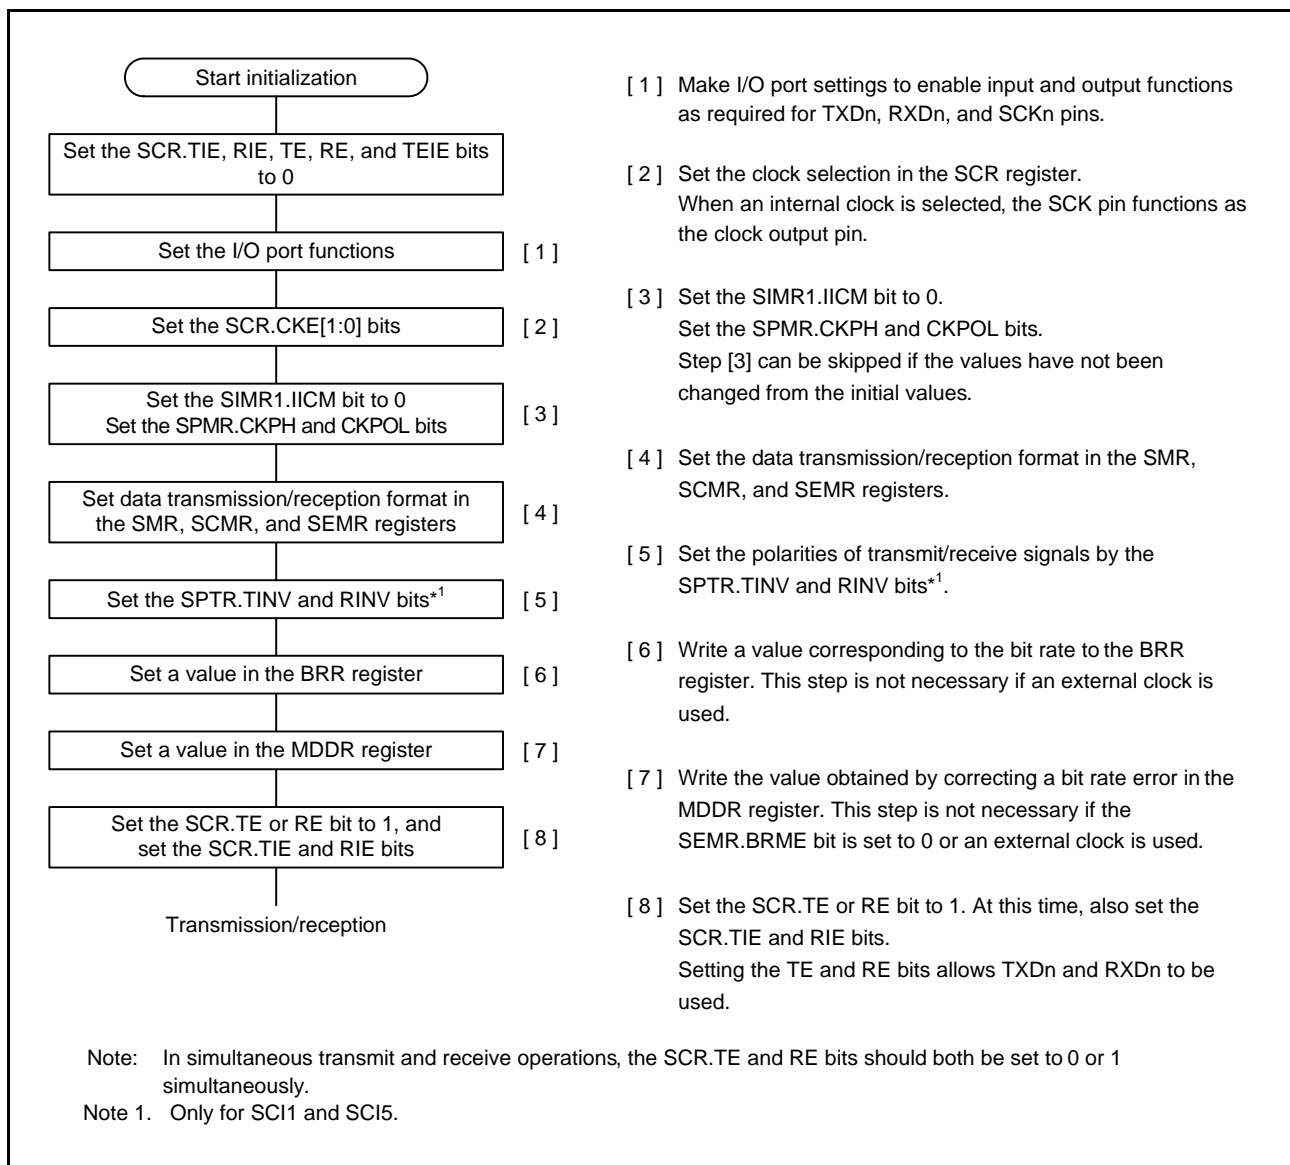 Start initialization
Set the SCR.TIE, RIE, TE, RE, and TEIE bits
to 0
Set the I/O port functions
[ 1 ]
Set the SCR.CKE[1:0] bits
[ 2 ]
Set the SIMR1.IICM bit to 0
Set the SPMR.CKPH and CKPOL bits
[ 3 ]
Set data transmission/reception format in
the SMR, SCMR, and SEMR registers
[ 4 ]
Set the SPTR.TINV and RINV bits*1
[ 5 ]
Set a value in the BRR register
[ 6 ]
Set a value in the MDDR register
[ 7 ]
Set the SCR.TE or RE bit to 1, and
set the SCR.TIE and RIE bits
[ 8 ]
Transmission/reception
[ 1 ] Make I/O port settings to enable input and output functions
as required for TXDn, RXDn, and SCKn pins.
[ 2 ] Set the clock selection in the SCR register.
When an internal clock is selected, the SCK pin functions as
the clock output pin.
[ 3 ] Set the SIMR1.IICM bit to 0.
Set the SPMR.CKPH and CKPOL bits.
Step [3] can be skipped if the values have not been
changed from the initial values.
[ 4 ] Set the data transmission/reception format in the SMR,
SCMR, and SEMR registers.
[ 5 ] Set the polarities of transmit/receive signals by the
SPTR.TINV and RINV bits*1.
[ 6 ] Write a value corresponding to the bit rate to the BRR
register. This step is not necessary if an external clock is
used.
[ 7 ] Write the value obtained by correcting a bit rate error in the
MDDR register. This step is not necessary if the
SEMR.BRME bit is set to 0 or an external clock is used.
[ 8 ] Set the SCR.TE or RE bit to 1. At this time, also set the
SCR.TIE and RIE bits.
Setting the TE and RE bits allows TXDn and RXDn to be
used.
Note: In simultaneous transmit and receive operations, the SCR.TE and RE bits should both be set to 0 or 1
simultaneously.
Note 1. Only for SCI1 and SCI5.